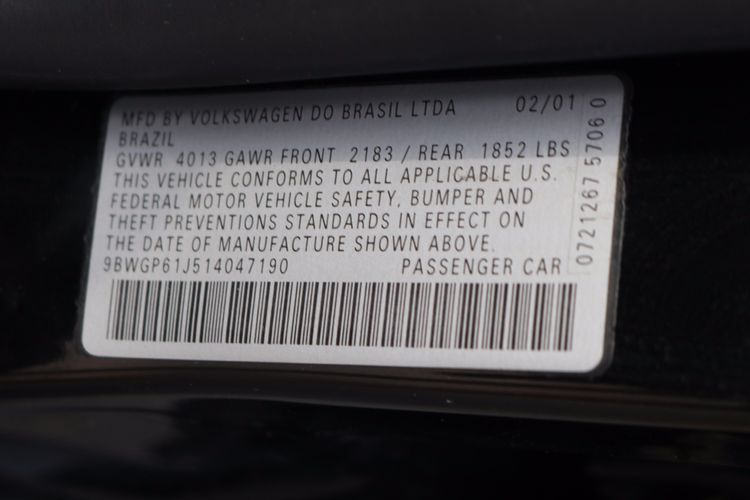 MFD BY VOLKSWAGEN DO BRASIL LTDA 02/01
BRAZIL
GVWR 4013 GAWR FRONT 2183 / REAR 1852 LBS
THIS VEHICLE CONFORMS TO ALL APPLICABLE U.S.
FEDERAL MOTOR VEHICLE SAFETY, BUMPER AND
THEFT PREVENTIONS STANDARDS IN EFFECT ON
THE DATE OF MANUFACTURE SHOWN ABOVE.
9BWGP61J514047190 PASSENGER CAR
0721267 5706 0